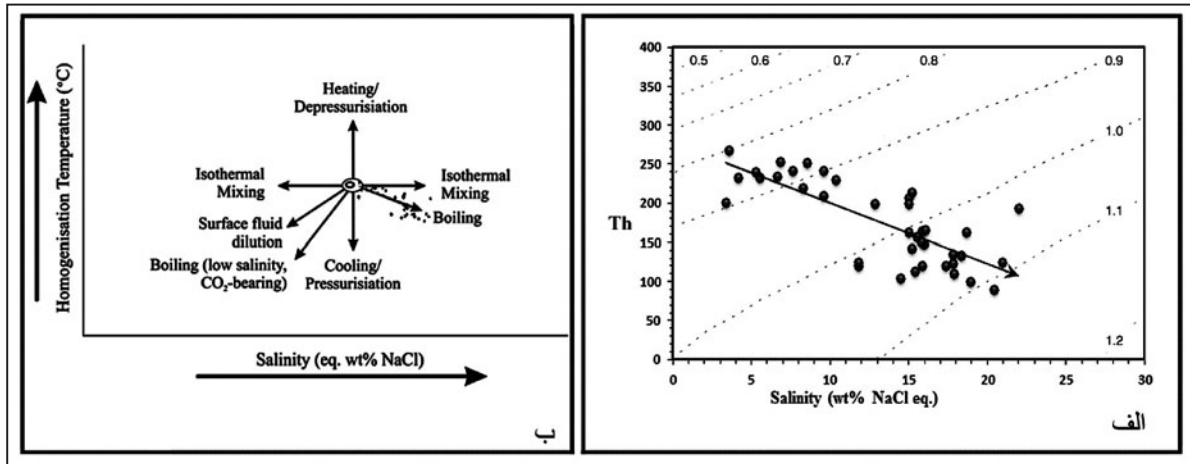 Homogenisation Temperature (°C)
Heating/
Depressurisiation
Isothermal
Mixing
Isothermal
Mixing
Boiling
Surface fluid
dilution
Boiling (low salinity,
CO₂-bearing)
Cooling/
Pressurisiation
Salinity (eq. wt% NaCl)
ب
400
350
300
250
200
150
100
50
0
Th
0.5
0.6
0.7
0.8
0.9
1.0
1.1
1.2
0 5 10 15 20 25 30
Salinity (wt% NaCl eq.)
الف